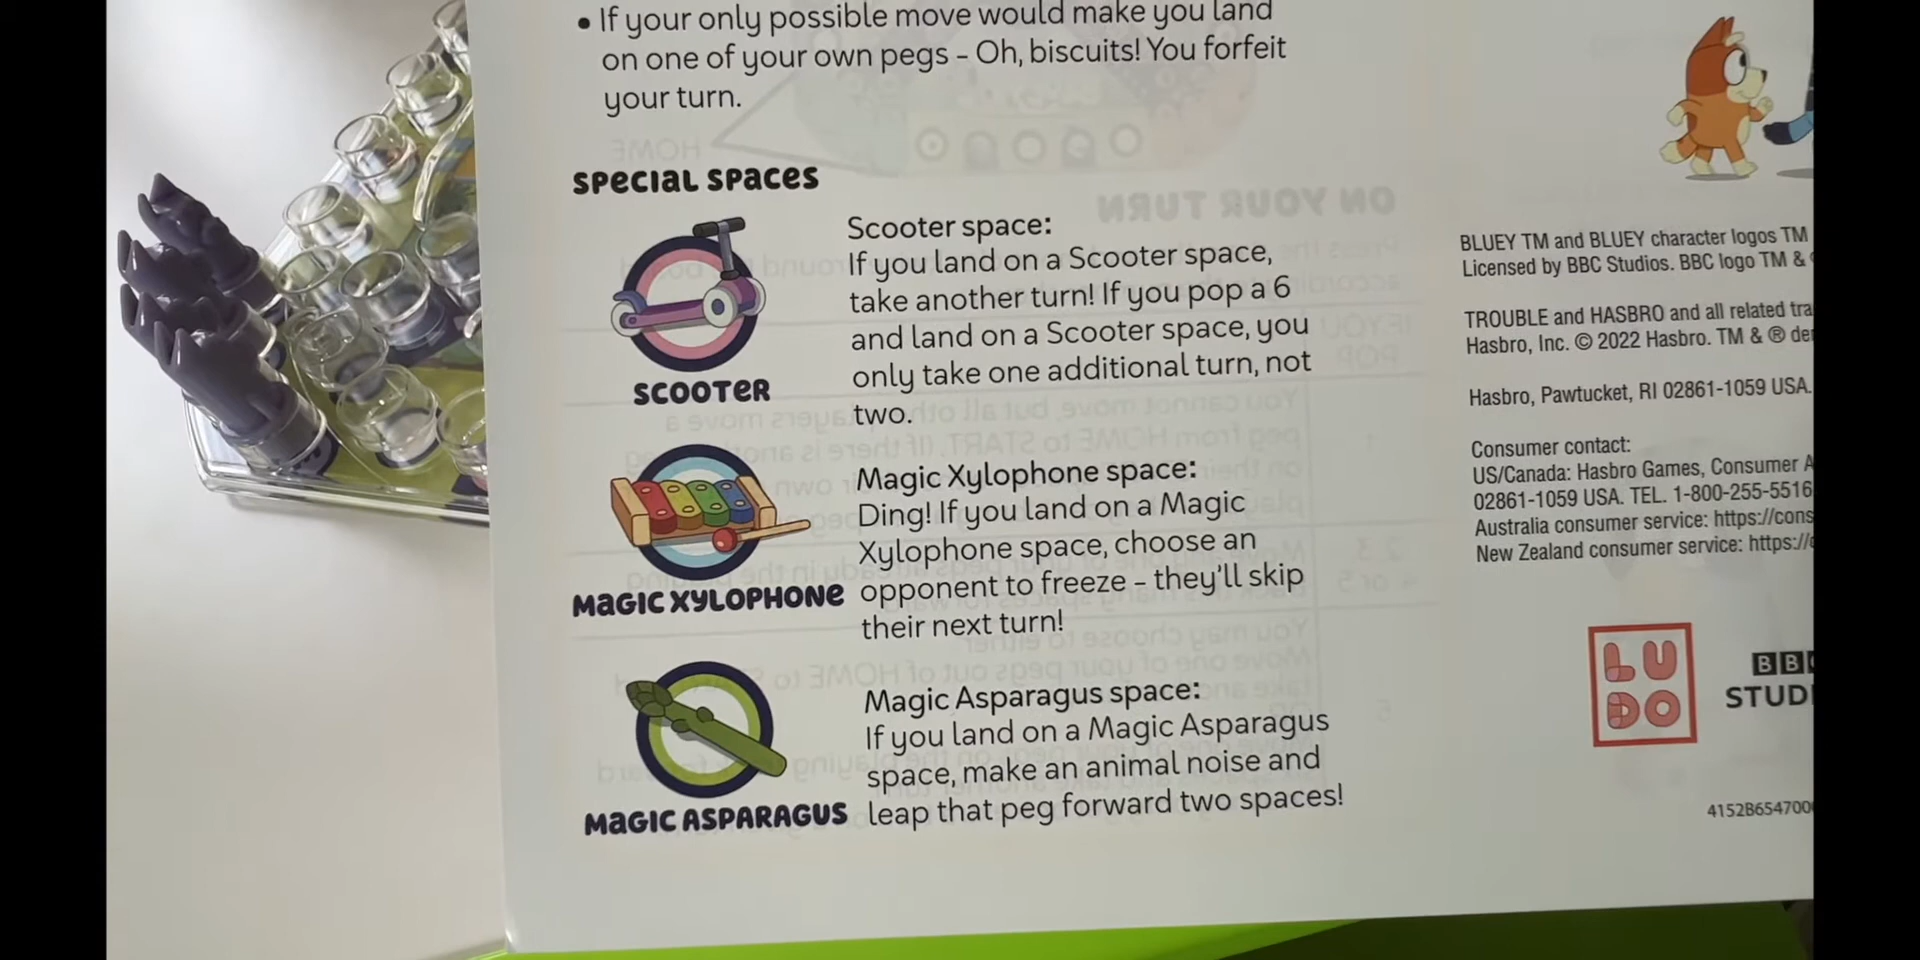 • If your only possible move would make you land
on one of your own pegs – Oh, biscuits! You forfeit
your turn.
SPECIAL SPACES
Scooter space:
If you land on a Scooter space,
take another turn! If you pop a 6
and land on a Scooter space, you
only take one additional turn, not
two.
SCOOTER
Magic Xylophone space:
Ding! If you land on a Magic
Xylophone space, choose an
opponent to freeze – they'll skip
their next turn!
MAGIC XYLOPHONE
Magic Asparagus space:
If you land on a Magic Asparagus
space, make an animal noise and
leap that peg forward two spaces!
MAGIC ASPARAGUS
BLUEY TM and BLUEY character logos TM
Licensed by BBC Studios. BBC logo TM &
TROUBLE and HASBRO and all related
Hasbro, Inc. © 2022 Hasbro. TM & ®
Hasbro, Pawtucket, RI 02861-1059 USA.
Consumer contact:
US/Canada: Hasbro Games, Consumer
02861-1059 USA. TEL. 1-800-255-5516
Australia consumer service: https://cons
New Zealand consumer service: https://
LUDO
BBC
STUDI
4152B654700